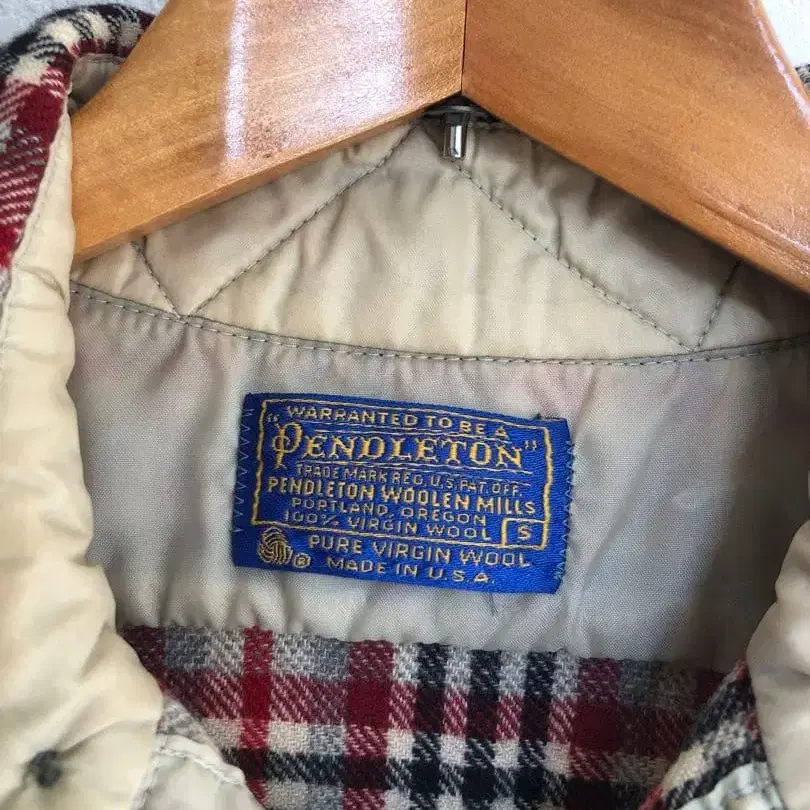 WARRANTED TO BE A
"PENDLETON"
TRADE MARK REG. U.S. PAT. OFF.
PENDLETON WOOLEN MILLS
PORTLAND, OREGON
100% VIRGIN WOOL S
PURE VIRGIN WOOL
® MADE IN U.S.A.